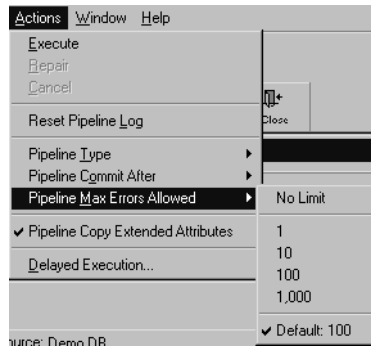 Actions Window Help
Execute
Repair
Cancel
Close
Reset Pipeline Log
Pipeline Type
Pipeline Commit After
Pipeline Max Errors Allowed
No Limit
1
10
100
1,000
Default: 100
Pipeline Copy Extended Attributes
Delayed Execution...
urce: Demo DB